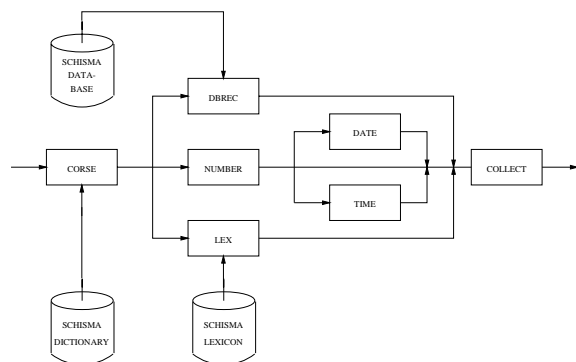 SCHISMA
DATA-
BASE
DBREC
DATE
CORSE
NUMBER
COLLECT
TIME
LEX
SCHISMA
DICTIONARY
SCHISMA
LEXICON